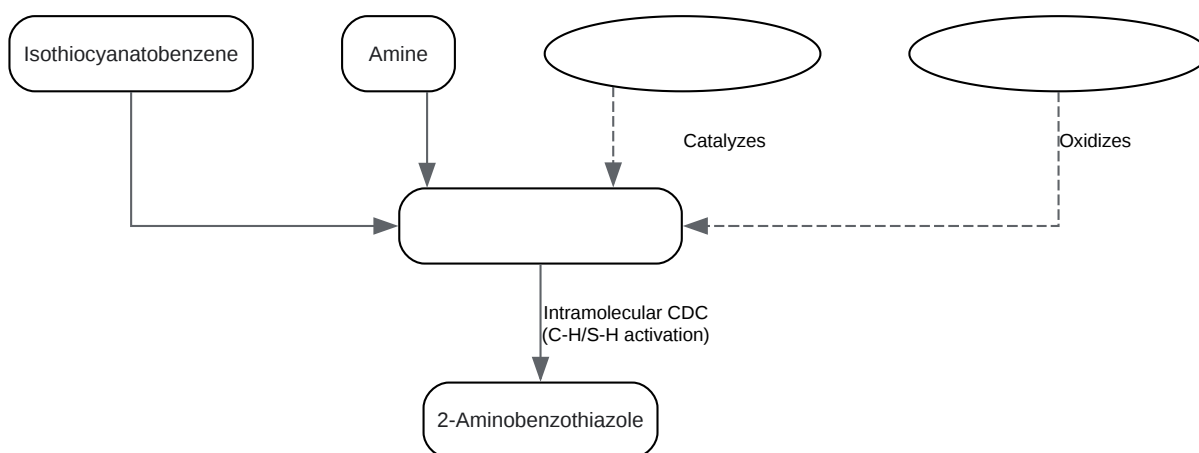 Isothiocyanatobenzene
Amine
Catalyzes
Oxidizes
Intramolecular CDC
(C-H/S-H activation)
2-Aminobenzothiazole